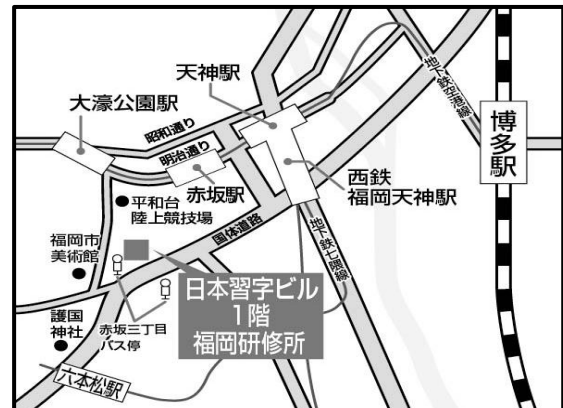 天神駅
大濠公園駅
昭和通り
明治通り
赤坂駅
西鉄
福岡天神駅
地下鉄空港線
博多駅
平和台
陸上競技場
国体道路
地下鉄七隈線
福岡市
美術館
日本習字ビル
1階
福岡研修所
護国
神社
赤坂三丁目
バス停
六本松駅